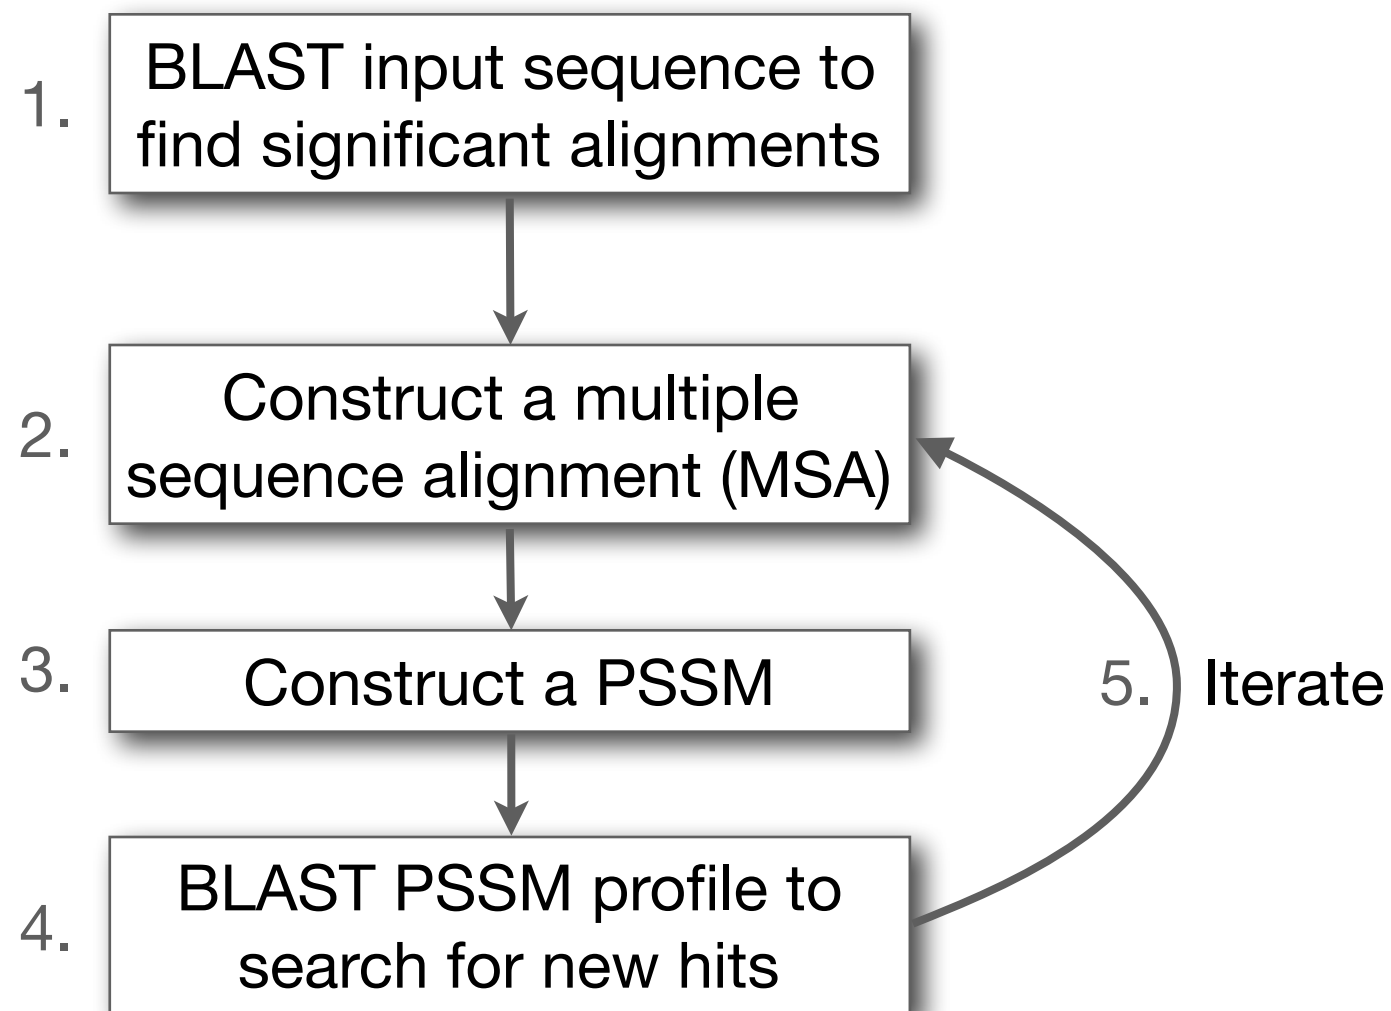 1. BLAST input sequence to
find significant alignments
2. Construct a multiple
sequence alignment (MSA)
3. Construct a PSSM
5. Iterate
4. BLAST PSSM profile to
search for new hits